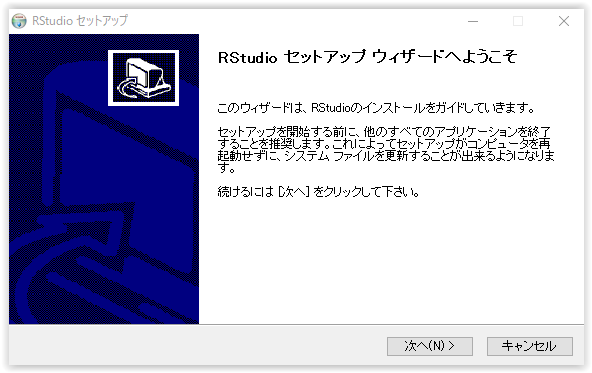 RStudio セットアップ
RStudio セットアップ ウィザードへようこそ
このウィザードは、RStudioのインストールをガイドしていきます。
セットアップを開始する前に、他のすべてのアプリケーションを終了
することを推奨します。これによってセットアップがコンピュータを再
起動せずに、システム ファイルを更新することが出来るようになりま
す。
続けるには [次へ] をクリックして下さい。
次へ(N) >
キャンセル